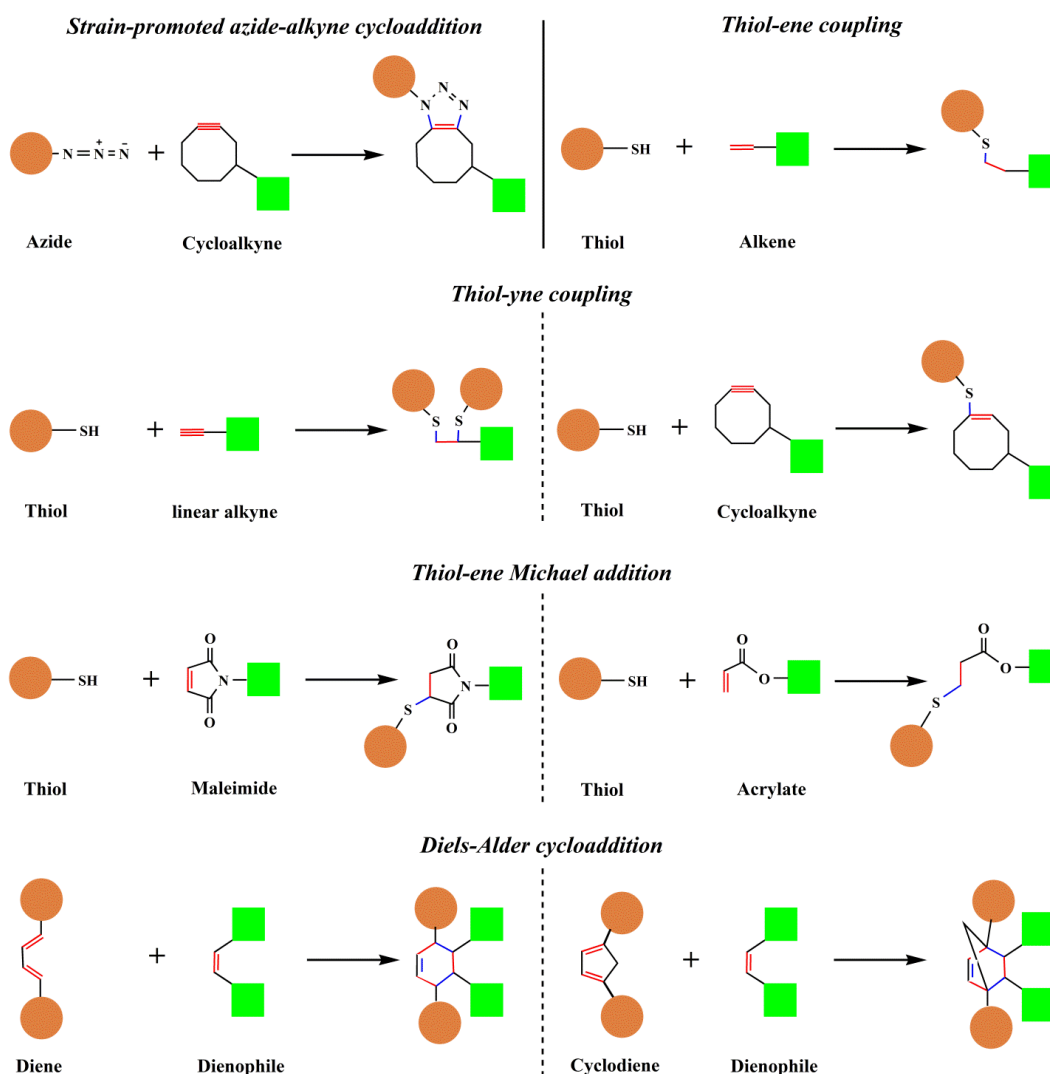 Strain-promoted azide-alkyne cycloaddition
N=N=N
+
-
+
N
N
N
Azide
Cycloalkyne
Thiol-ene coupling
SH
+
S
Thiol
Alkene
Thiol-yne coupling
SH
+
S
S
Thiol
linear alkyne
SH
+
S
Thiol
Cycloalkyne
Thiol-ene Michael addition
SH
+
O
N
O
O
N
S
O
Thiol
Maleimide
SH
+
O
O
O
O
S
Thiol
Acrylate
Diels-Alder cycloaddition
+
Diene
Dienophile
+
Cyclodiene
Dienophile